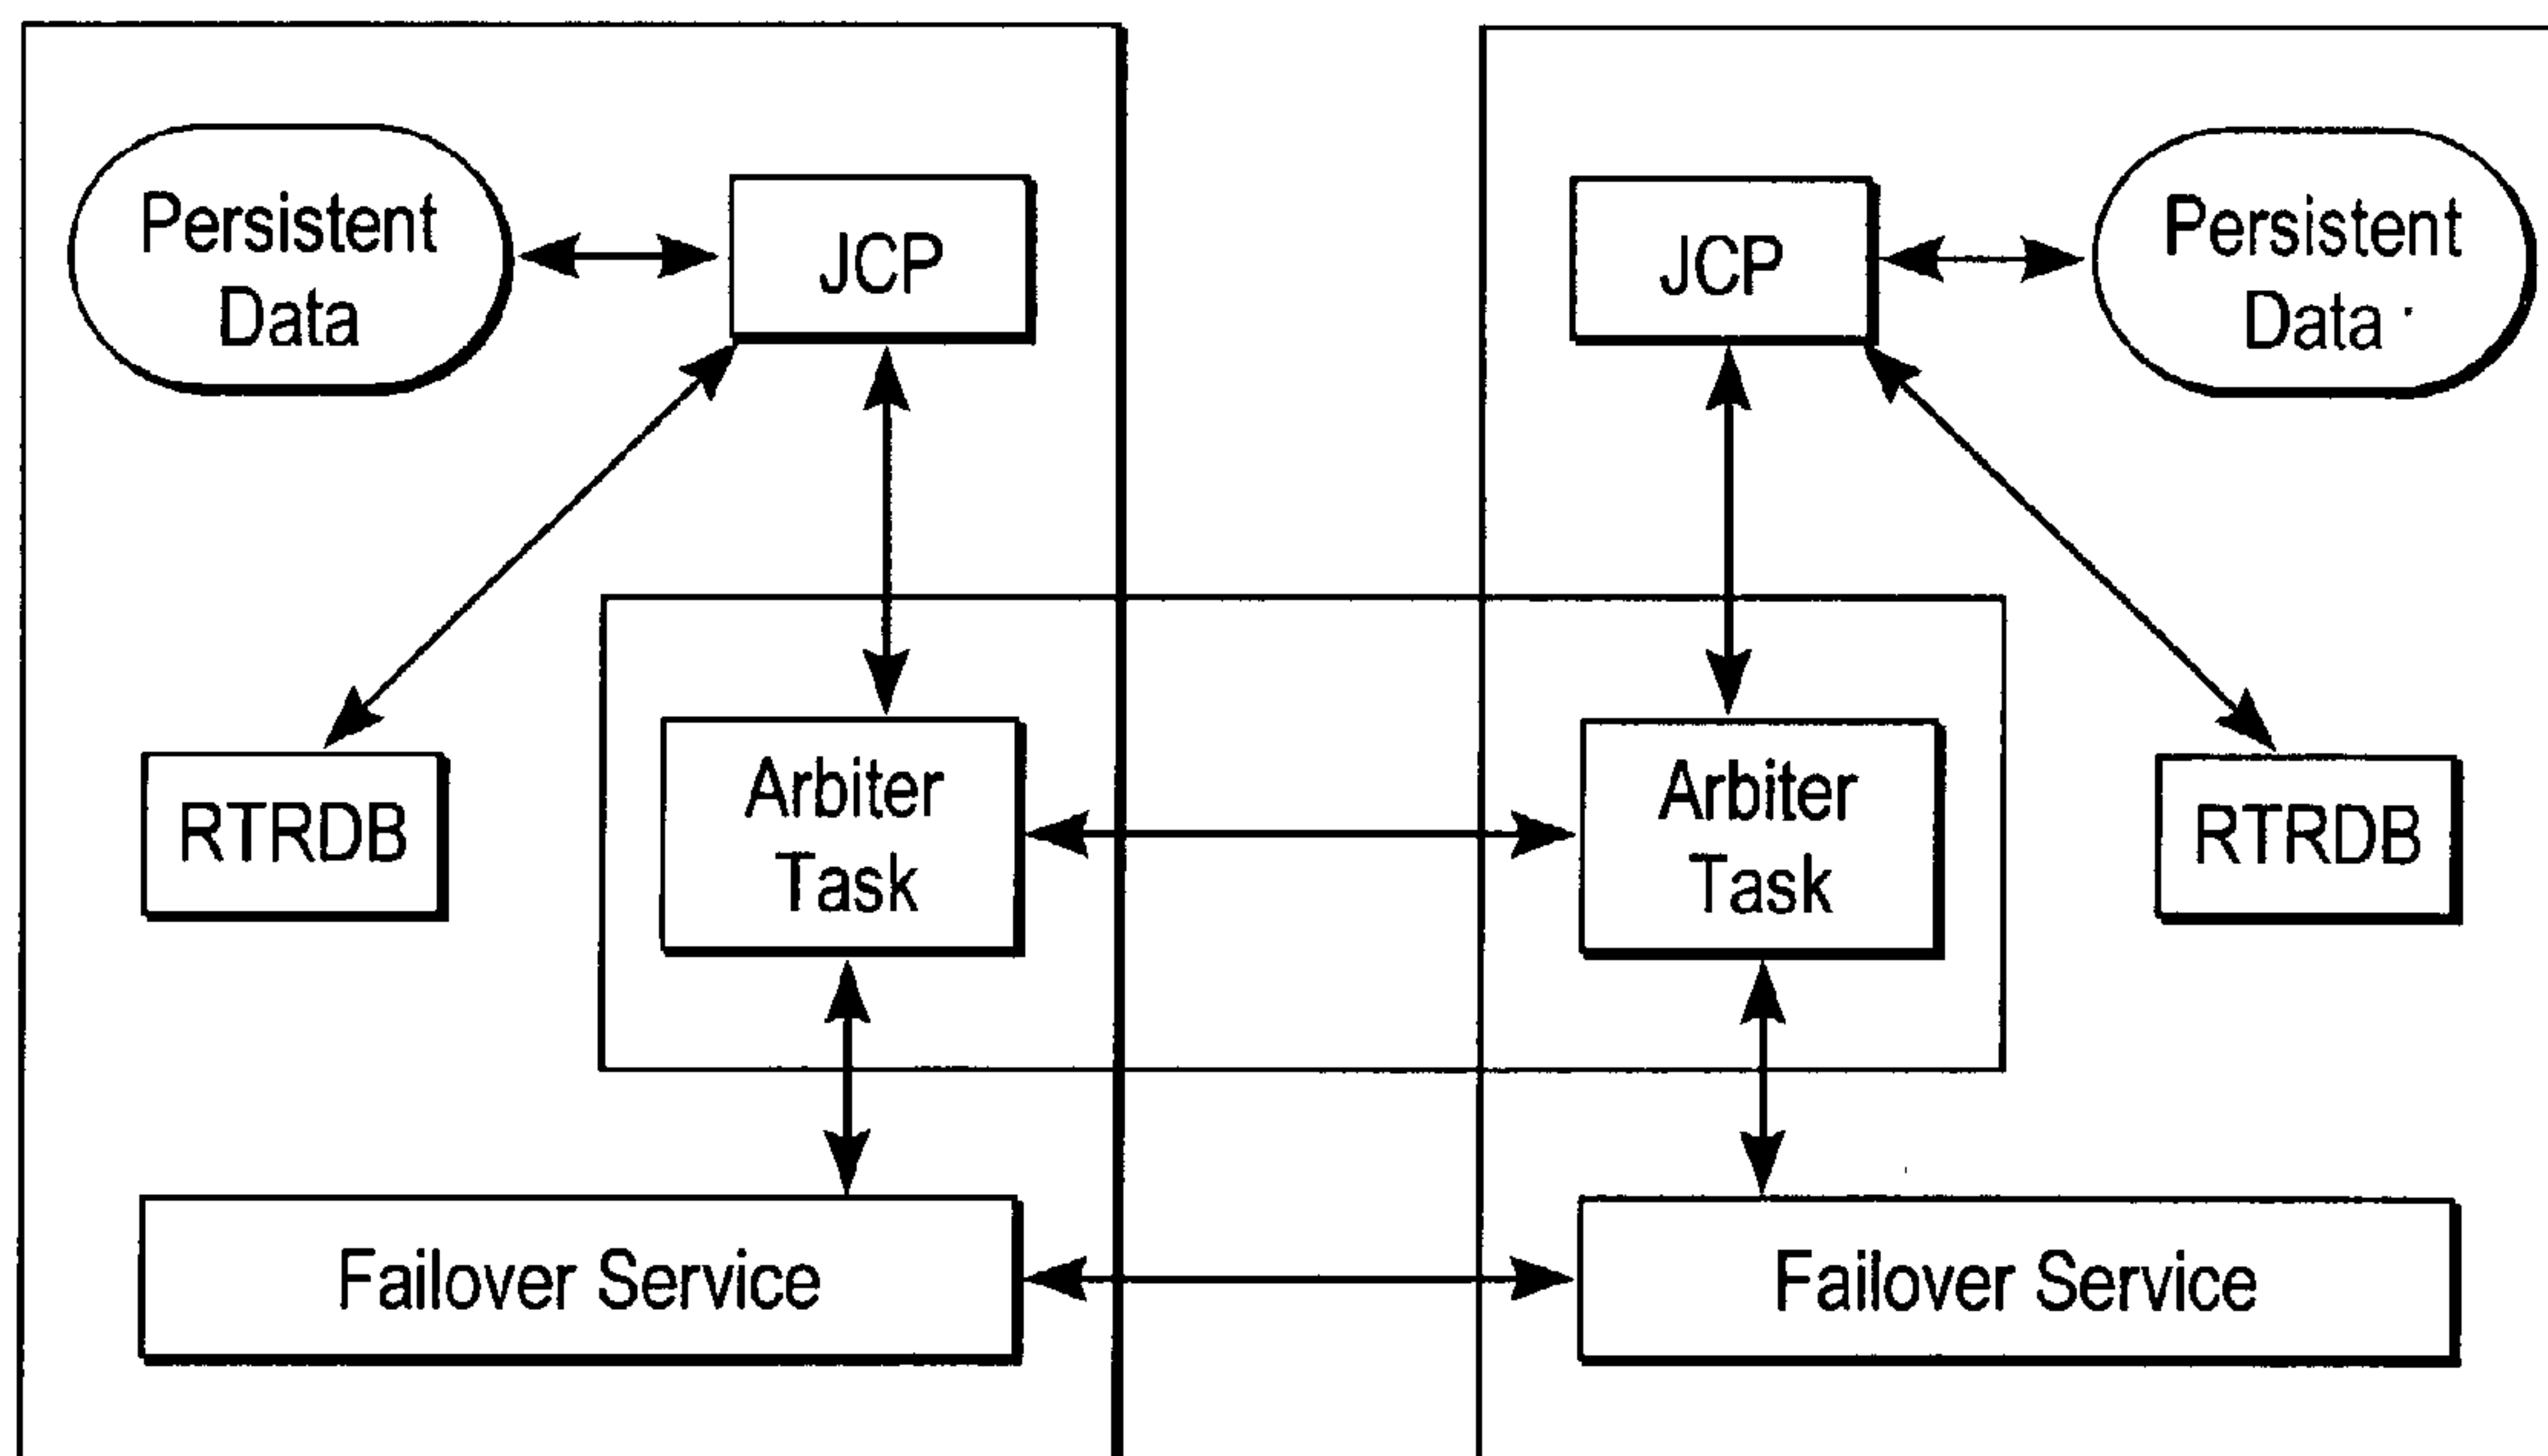 Persistent
Data
JCP
JCP
Persistent
Data
RTRDB
Arbiter
Task
Arbiter
Task
RTRDB
Failover Service
Failover Service